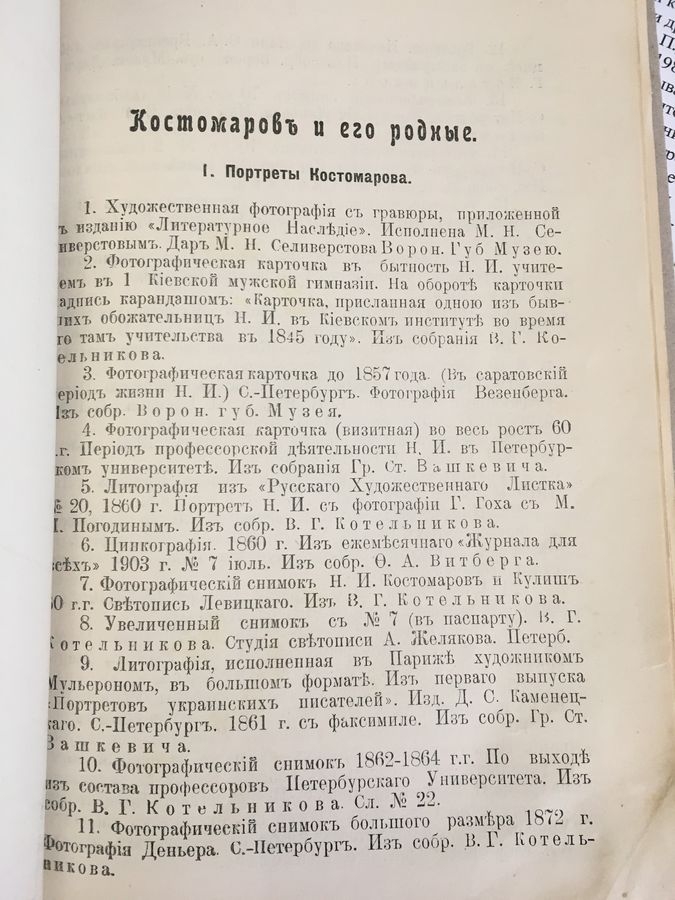 Костомаровъ и его родные.
I. Портреты Костомарова.
1. Художественная фотографія съ гравюры, приложенной
ъ изданію «Литературное Наслѣдіе». Исполнена М. Н. Се-
иверстовымъ. Даръ М. Н. Селиверстова Ворон. Губ Музею.
2. Фотографическая карточка въ бытность Н. И. учите-
емъ въ 1 Кіевской мужской гимназіи. На оборотѣ карточки
адпись карандашомъ: «Карточка, присланная одною изъ быв-
ихъ обожательницъ Н. И. въ Кіевскомъ институтѣ во время
го тамъ учительства въ 1845 году». Изъ собранія В. Г. Ко-
ельникова.
3. Фотографическая карточка до 1857 года. (Въ саратовскій
 періодъ жизни Н. И.) С.-Петербургъ. Фотографія Везенберга.
Изъ собр. Ворон. губ. Музея.
4. Фотографическая карточка (визитная) во весь ростъ 60
г.г. Періодъ профессорской дѣятельности Н. И. въ Петербур-
комъ университетѣ. Изъ собранія Гр. Ст. Вашкевича.
5. Литографія изъ «Русскаго Художественнаго Листка»
№ 20, 1860 г. Портретъ Н. И. съ фотографіи Г. Гоха съ М.
П. Погодинымъ. Изъ собр. В. Г. Котельникова.
6. Цинкографія. 1860 г. Изъ ежемѣсячнаго «Журнала для
всѣхъ» 1903 г. № 7 іюль. Изъ собр. Ѳ. А. Витберга.
7. Фотографическій снимокъ Н. И. Костомаровъ и Кулишъ
60 г.г. Свѣтопись Левицкаго. Изъ В. Г. Котельникова.
8. Увеличенный снимокъ съ № 7 (въ паспарту). В. Г.
Котельникова. Студія свѣтописи А. Желякова. Петерб.
9. Литографія, исполненная въ Парижѣ художникомъ
Мульерономъ, въ большомъ форматѣ. Изъ перваго выпуска
«Портретовъ украинскихъ писателей». Изд. Д. С. Каменец-
каго. С.-Петербургъ. 1861 г. съ факсимиле. Изъ собр. Гр. Ст.
Вашкевича.
10. Фотографическій снимокъ 1862-1864 г.г. По выходѣ
изъ состава профессоровъ Петербурскаго Университета. Изъ
собр. В. Г. Котельникова. Сл. № 22.
11. Фотографическій снимокъ большого размѣра 1872 г.
Фотографія Деньера. С.-Петербургъ. Изъ собр. В. Г. Котель-
никова.